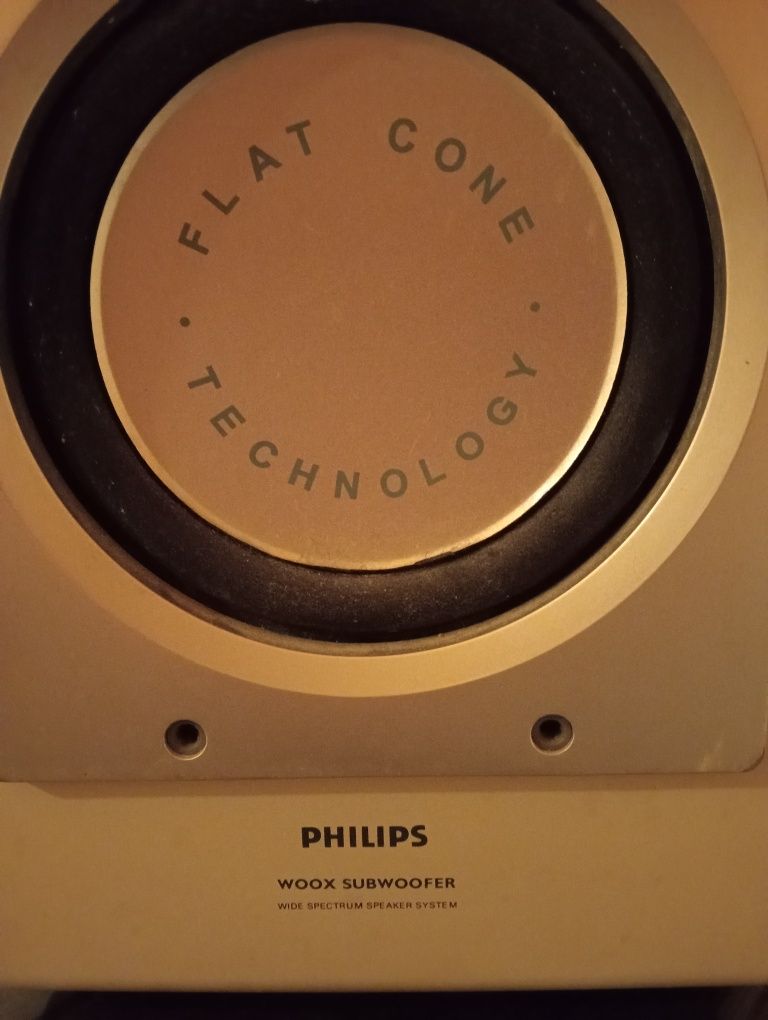 FLAT CONE
• TECHNOLOGY •
PHILIPS
WOOX SUBWOOFER
WIDE SPECTRUM SPEAKER SYSTEM